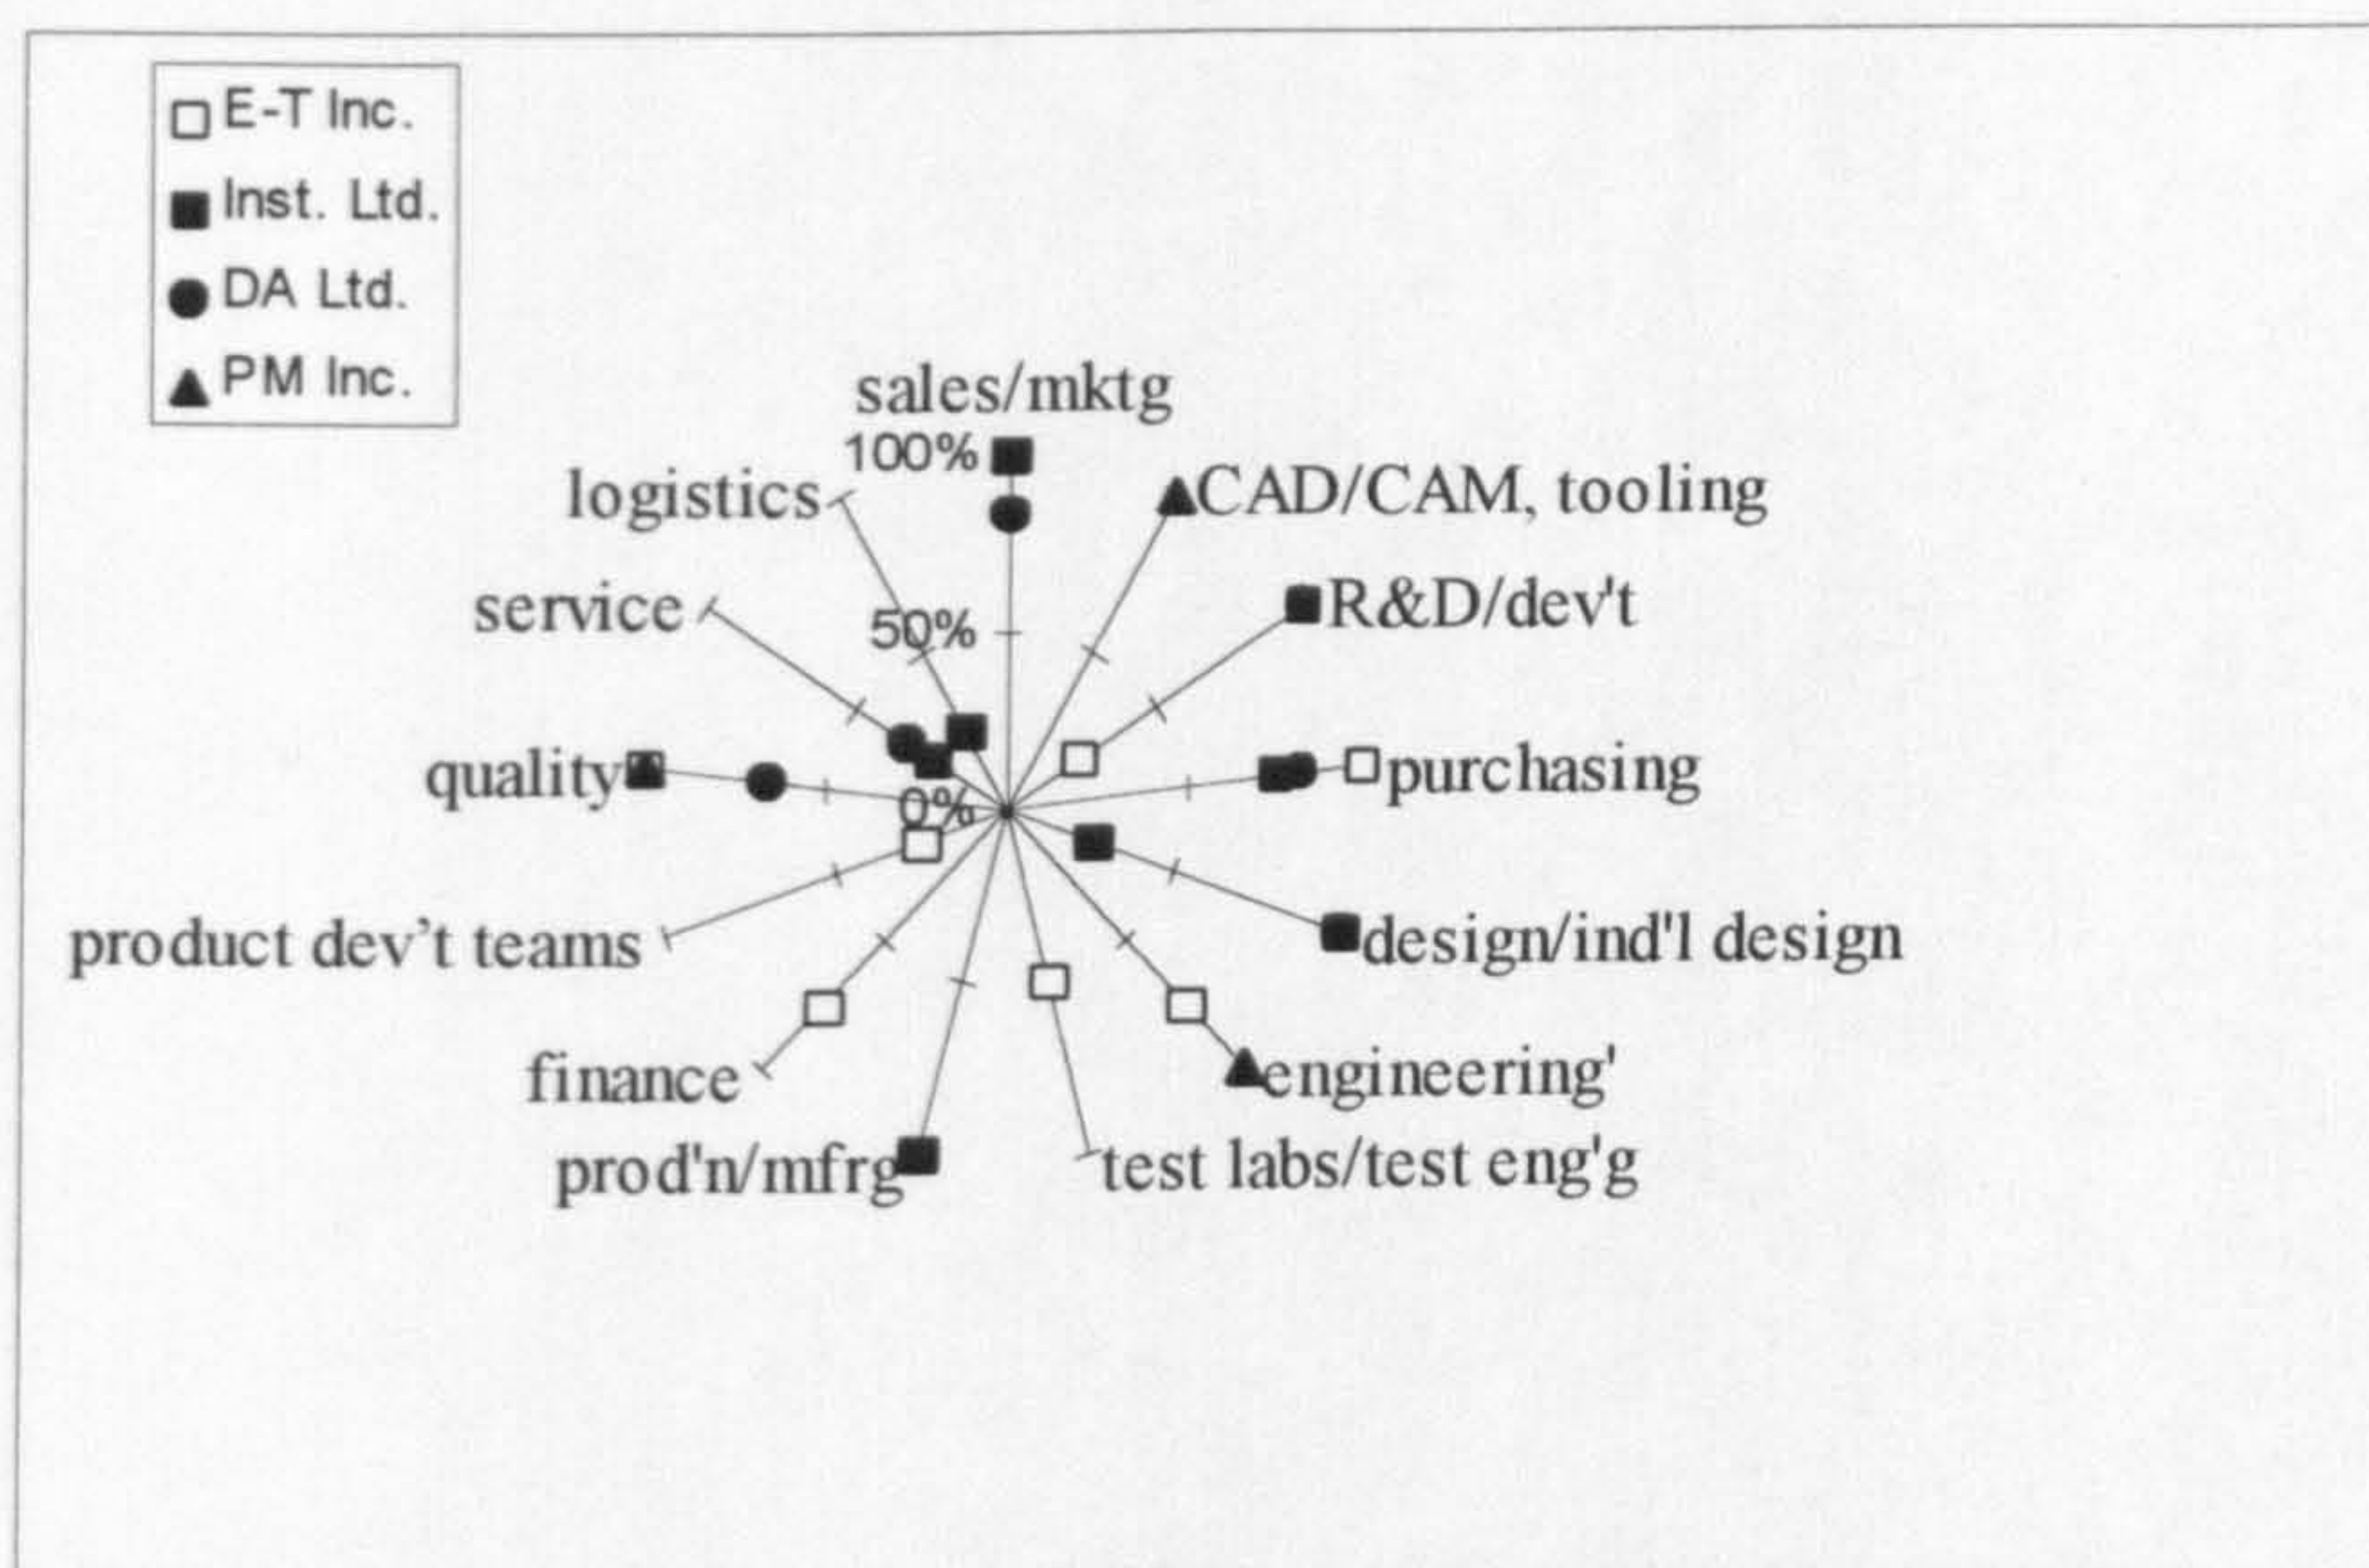 E-T Inc.
Inst. Ltd.
DA Ltd.
PM Inc.
sales/mktg
100%
logistics
CAD/CAM, tooling
service
R&D/dev't
50%
quality
purchasing
0%
product dev’t teams
design/ind'l design
finance
engineering'
prod'n/mfrg
test labs/test eng'g